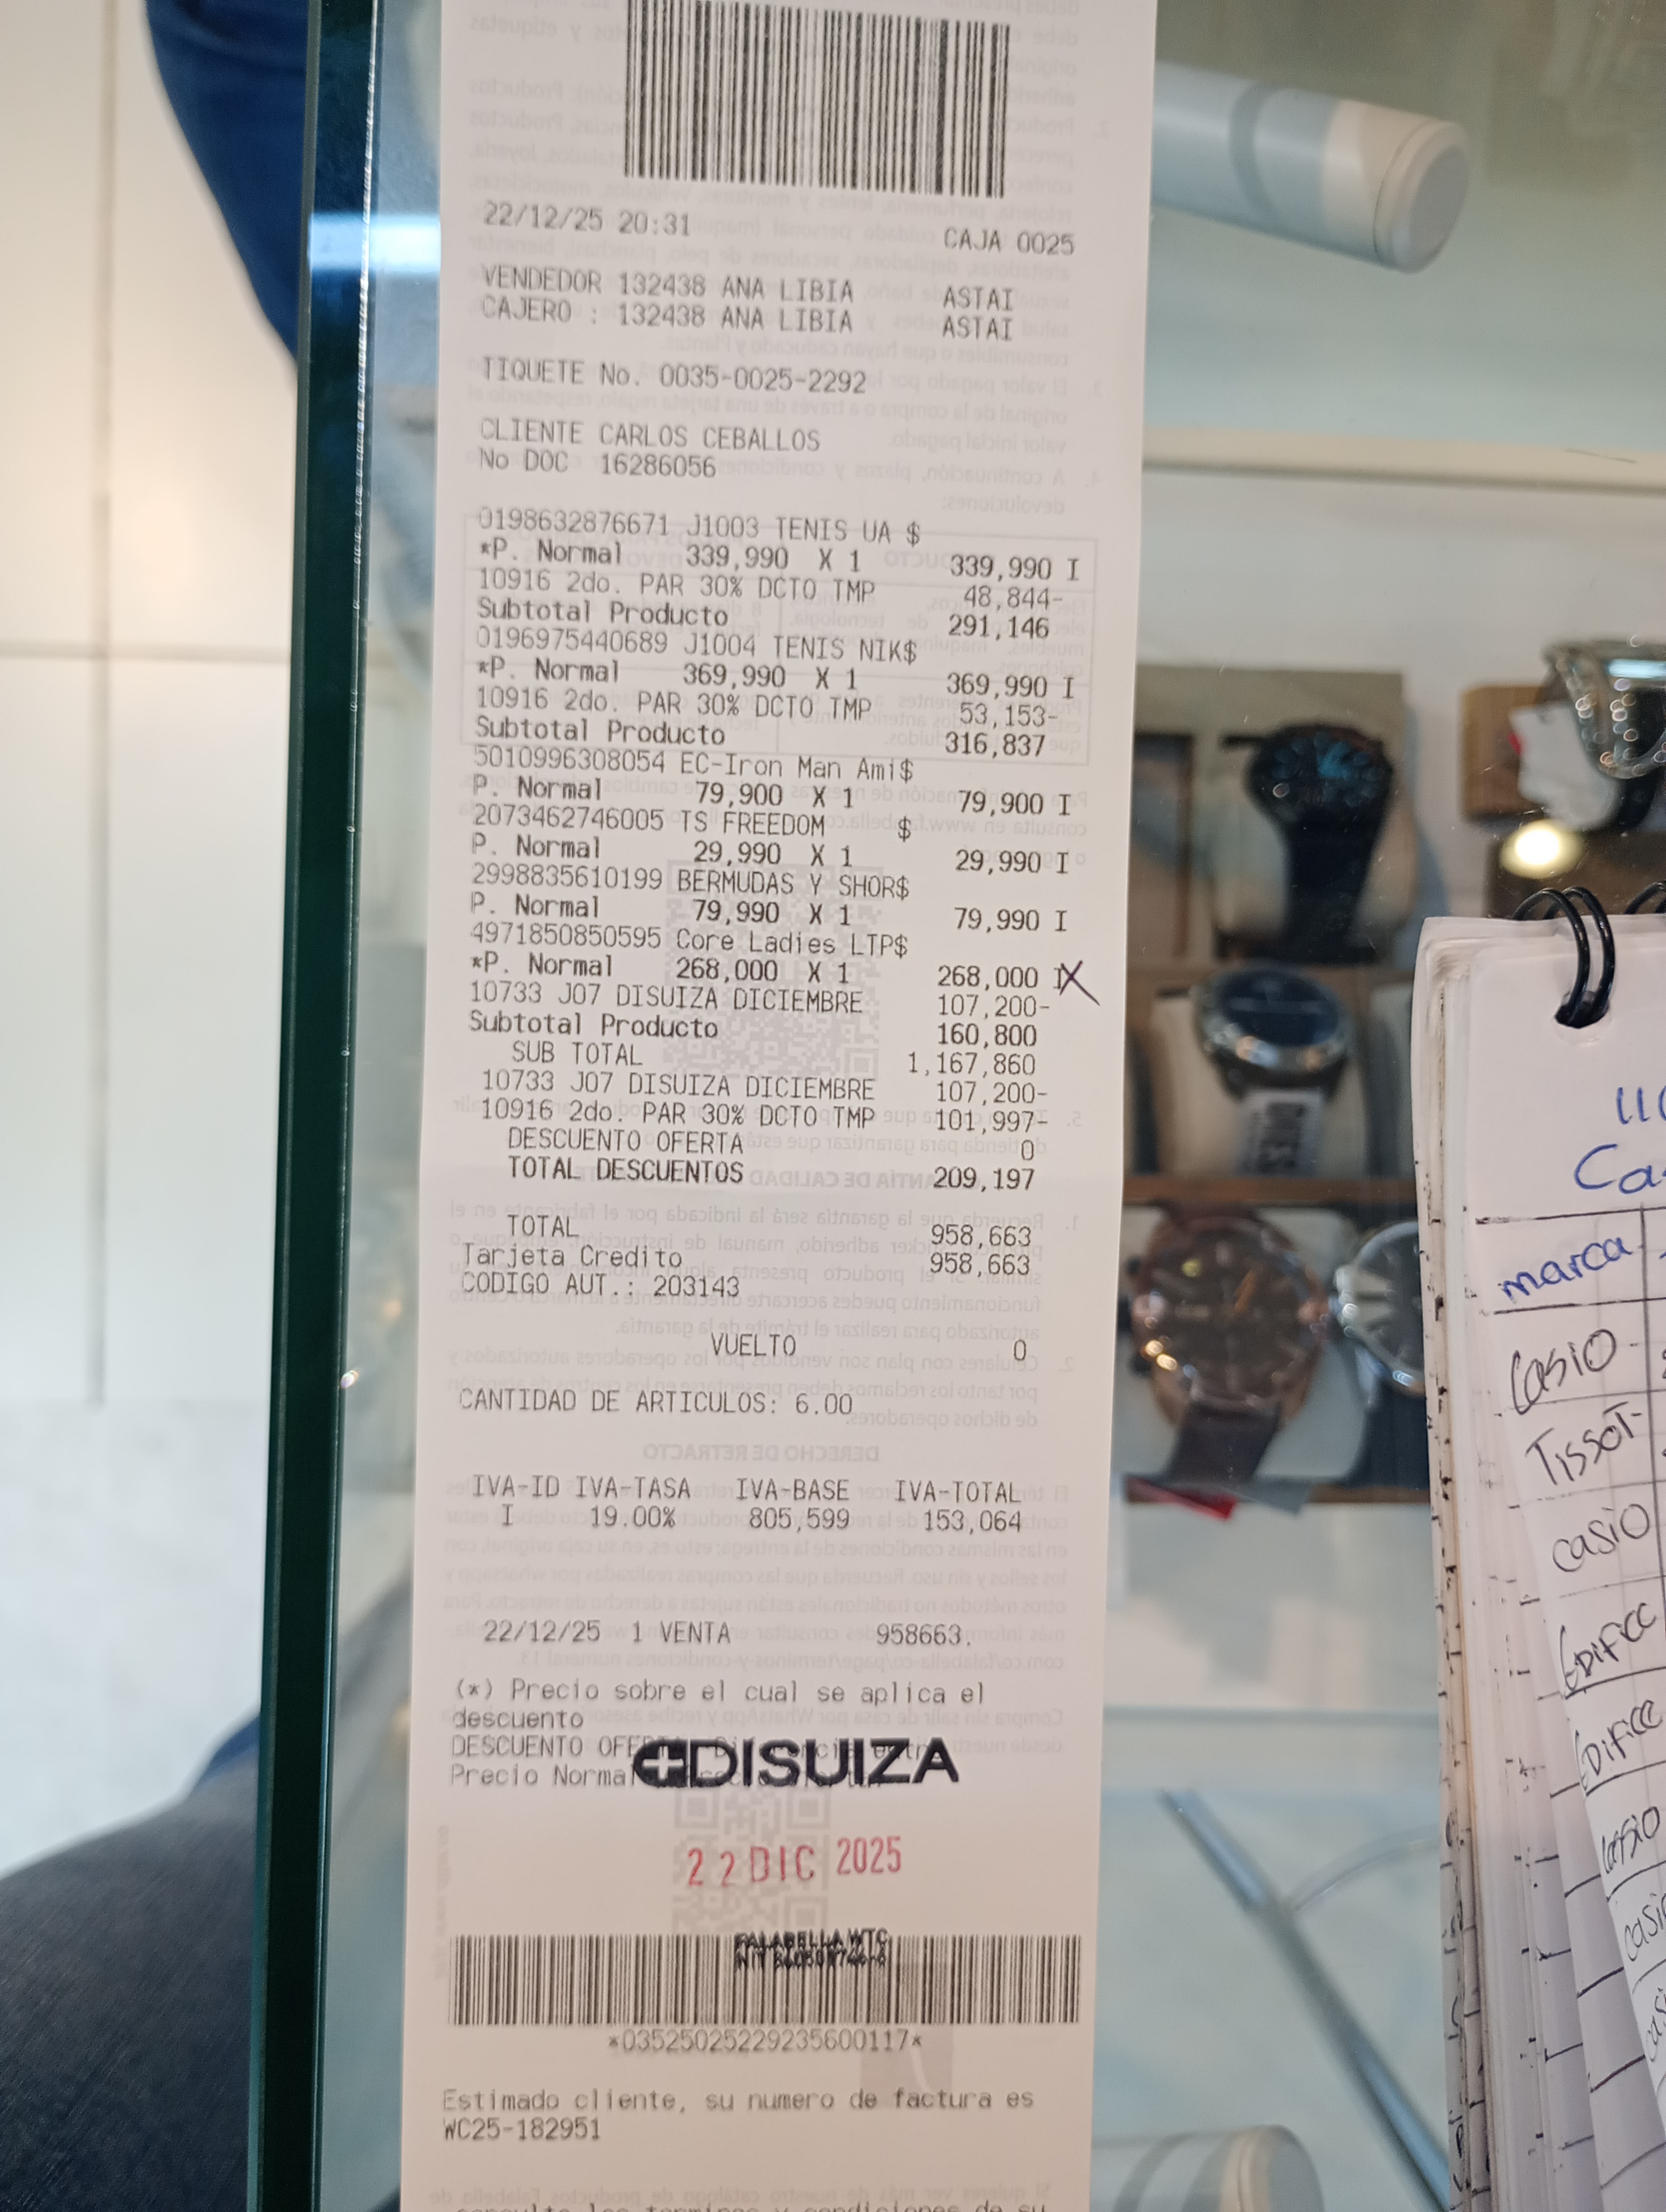 22/12/25 20:31 CAJA 0025
VENDEDOR 132438 ANA LIBIA ASTAI
CAJERO : 132438 ANA LIBIA ASTAI
TIQUETE No. 0035-0025-2292
CLIENTE CARLOS CEBALLOS
No DOC 16286056
0198632876671 J1003 TENIS UA $
*P. Normal 339,990 X 1 339,990 I
10916 2do. PAR 30% DCTO TMP 48,844-
Subtotal Producto 291,146
0196975440689 J1004 TENIS NIK$
*P. Normal 369,990 X 1 369,990 I
10916 2do. PAR 30% DCTO TMP 53,153-
Subtotal Producto 316,837
5010996308054 EC-Iron Man Ami$
P. Normal 79,900 X 1 79,900 I
2073462746005 TS FREEDOM $
P. Normal 29,990 X 1 29,990 I
2998835610199 BERMUDAS Y SHOR$
P. Normal 79,990 X 1 79,990 I
4971850850595 Core Ladies LTP$
*P. Normal 268,000 X 1 268,000 I X
10733 J07 DISUIZA DICIEMBRE 107,200-
Subtotal Producto 160,800
SUB TOTAL 1,167,860
10733 J07 DISUIZA DICIEMBRE 107,200-
10916 2do. PAR 30% DCTO TMP 101,997-
DESCUENTO OFERTA 0
TOTAL DESCUENTOS 209,197
TOTAL 958,663
Tarjeta Credito 958,663
CODIGO AUT.: 203143
VUELTO 0
CANTIDAD DE ARTICULOS: 6.00
IVA-ID IVA-TASA IVA-BASE IVA-TOTAL
I 19.00% 805,599 153,064
22/12/25 1 VENTA 958663.
(*) Precio sobre el cual se aplica el
descuento
DESCUENTO
Precio
DISUIZA
22 DIC 2025
FALABELLA WTC
*03525025229235600117*
Estimado cliente, su numero de factura es
WC25-182951
marca
Casio
Tissot
casio
Edifice
Edifice
casio